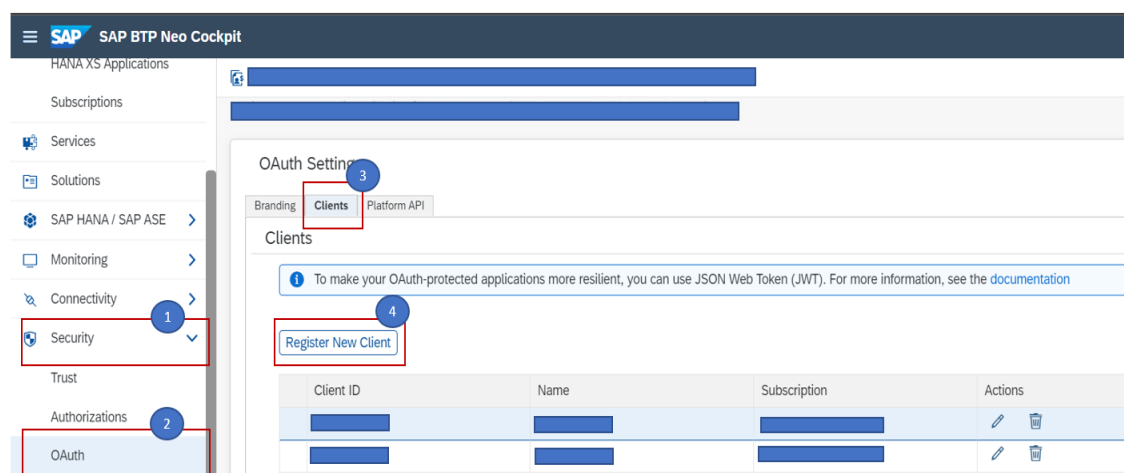 SAP SAP BTP Neo Cockpit
HANA XS Applications
Subscriptions
Services
Solutions
SAP HANA / SAP ASE
Monitoring
Connectivity
1
Security
Trust
Authorizations
2
OAuth
OAuth Setting
3
Branding Clients Platform API
Clients
To make your OAuth-protected applications more resilient, you can use JSON Web Token (JWT). For more information, see the documentation
4
Register New Client
Client ID Name Subscription Actions